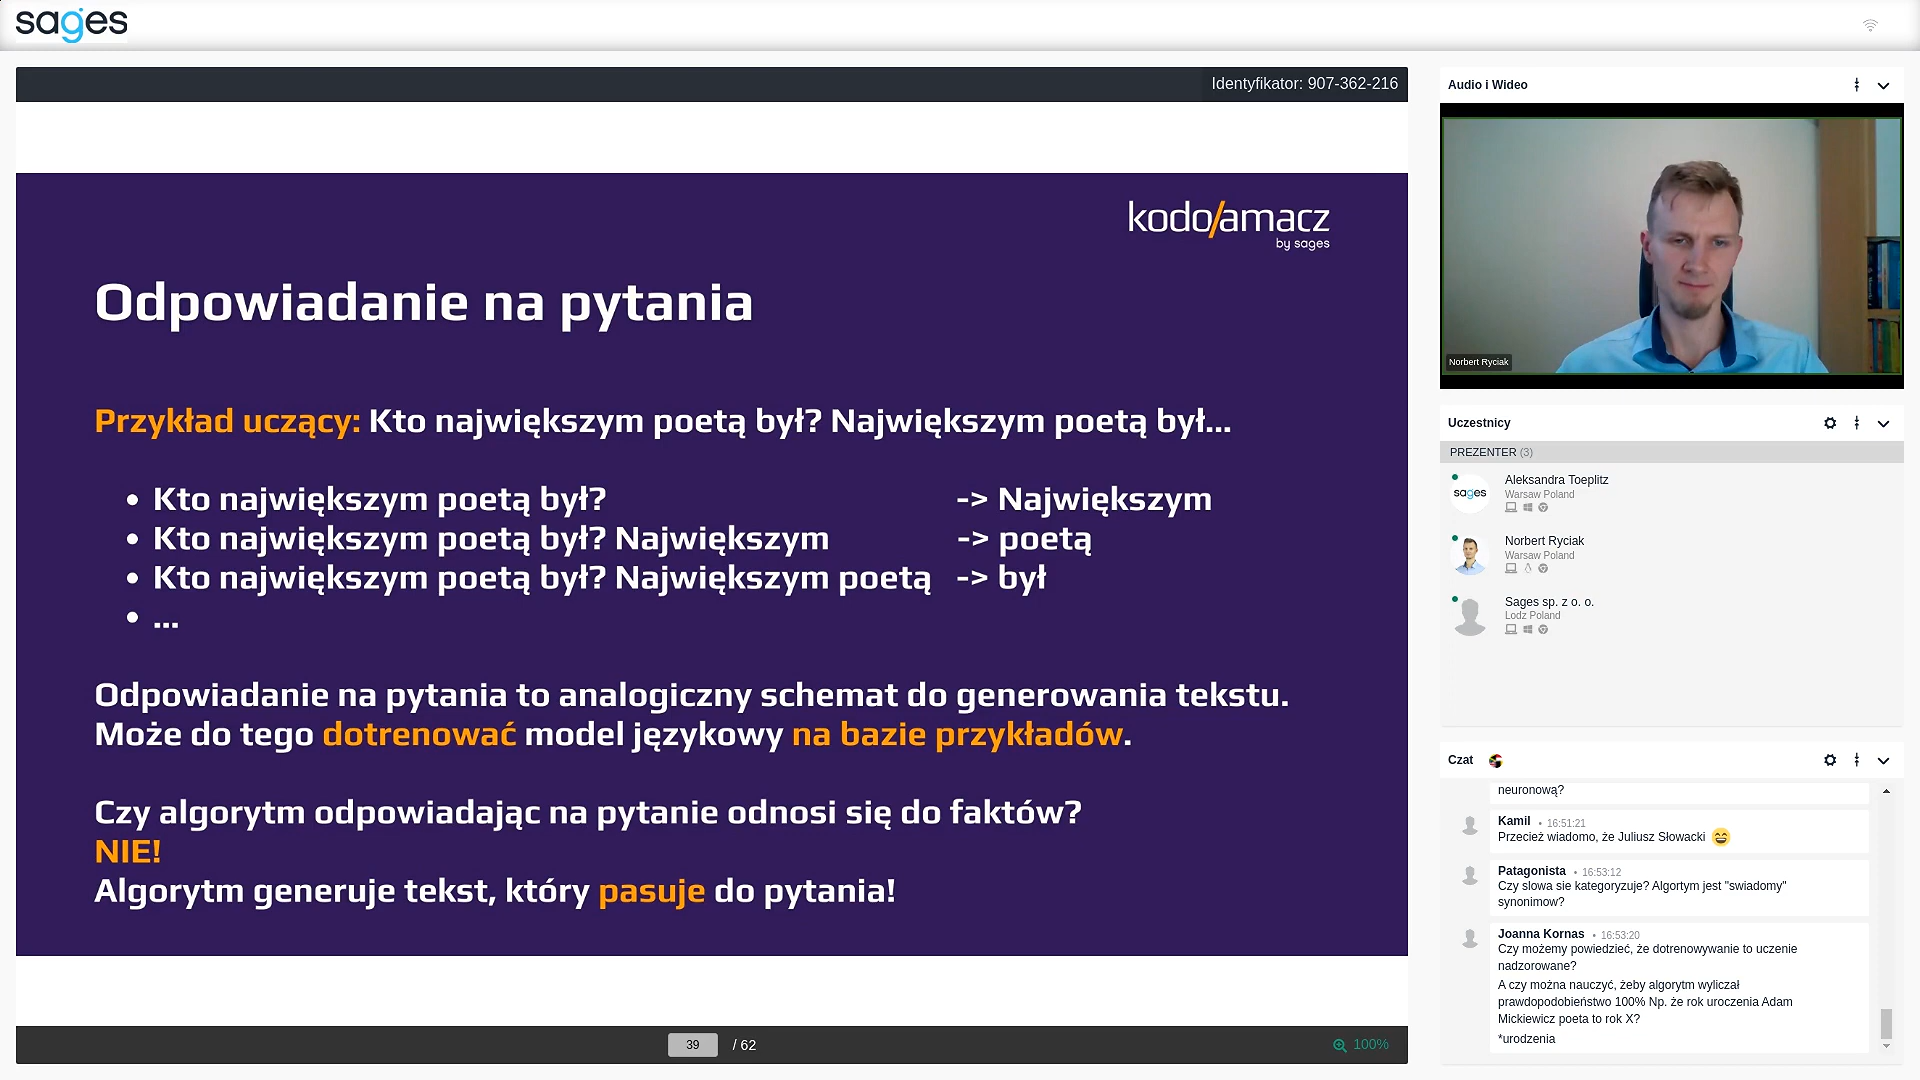 sages
Identyfikator: 907-362-216
kodo/amacz
by sages
Odpowiadanie na pytania
Przykład uczący: Kto największym poetą był? Największym poetą był...
• Kto największym poetą był? -> Największym
• Kto największym poetą był? Największym -> poetą
• Kto największym poetą był? Największym poetą -> był
• ...
Odpowiadanie na pytania to analogiczny schemat do generowania tekstu.
Może do tego dotrenować model językowy na bazie przykładów.
Czy algorytm odpowiadając na pytanie odnosi się do faktów?
NIE!
Algorytm generuje tekst, który pasuje do pytania!
39 / 62
100%
Audio i Wideo
Norbert Ryciak
Uczestnicy
PREZENTER (3)
sages
Aleksandra Toeplitz
Warsaw Poland
Norbert Ryciak
Warsaw Poland
Sages sp. z o. o.
Lodz Poland
Czat
neuronową?
Kamil • 16:51:21
Przecież wiadomo, że Juliusz Słowacki 😄
Patagonista • 16:53:12
Czy slowa sie kategoryzuje? Algortym jest "swiadomy"
synonimow?
Joanna Kornas • 16:53:20
Czy możemy powiedzieć, że dotrenowywanie to uczenie
nadzorowane?
A czy można nauczyć, żeby algorytm wyliczał
prawdopodobieństwo 100% Np. że rok uroczenia Adam
Mickiewicz poeta to rok X?
*urodzenia